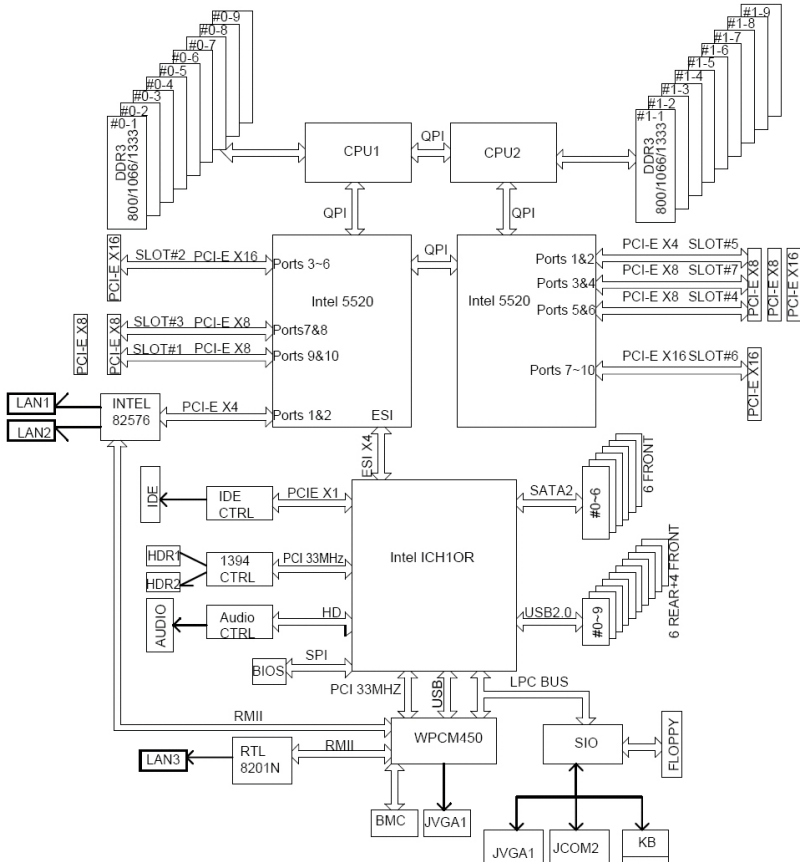 #0-9
#0-8
#0-7
#0-6
#0-5
#0-4
#0-3
#0-2
#0-1
DDR3
800/1066/1333
#1-9
#1-8
#1-7
#1-6
#1-5
#1-4
#1-3
#1-2
#1-1
DDR3
800/1066/1333
CPU1
QPI
CPU2
QPI
QPI
PCI-E X16
SLOT#2 PCI-E X16
Ports 3~6
Intel 5520
QPI
Intel 5520
Ports 1&2
PCI-E X4 SLOT#5
Ports 3&4
PCI-E X8 SLOT#7
Ports 5&6
PCI-E X8 SLOT#4
PCI-E X8
PCI-E X8
PCI-E X16
PCI-E X8
PCI-E X8
SLOT#3 PCI-E X8
Ports7&8
SLOT#1 PCI-E X8
Ports 9&10
Ports 7~10
PCI-E X16 SLOT#6
PCI-E X16
LAN1
LAN2
INTEL
82576
PCI-E X4
Ports 1&2
ESI
ESI X4
IDE
IDE
CTRL
PCIE X1
Intel ICH1OR
SATA2
#0~6
6 FRONT
HDR1
HDR2
1394
CTRL
PCI 33MHz
AUDIO
Audio
CTRL
HD
USB2.0
#0~9
6 REAR+4 FRONT
BIOS
SPI
PCI 33MHZ
USB
LPC BUS
RMII
WPCM450
SIO
FLOPPY
LAN3
RTL
8201N
RMII
BMC
JVGA1
JVGA1
JCOM2
KB